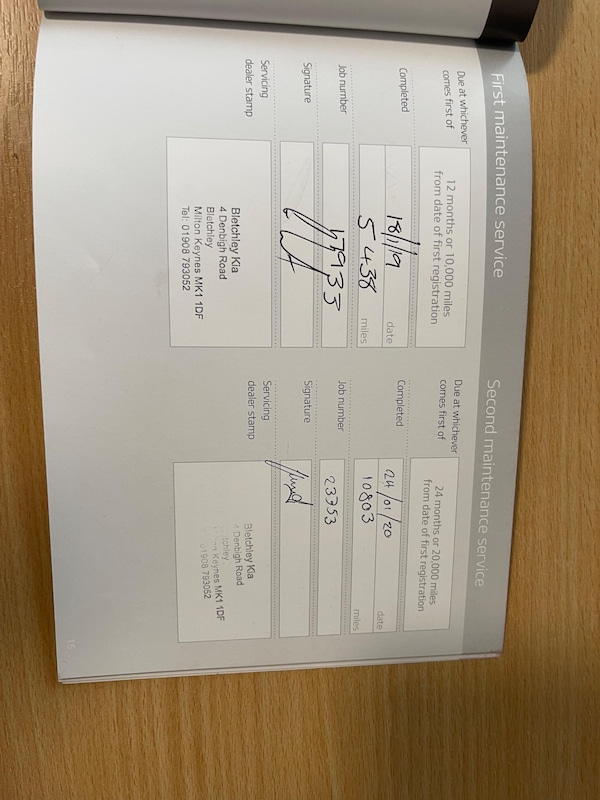 First maintenance service
Due at whichever
comes first of
12 months or 10,000 miles
from date of first registration
Completed
18/1/19
date
5438
miles
Job number
Signature
Servicing
dealer stamp
Bletchley Kia
4 Denbigh Road
Bletchley
Milton Keynes MK1 1DF
Tel: 01908 793052
Second maintenance service
Due at whichever
comes first of
24 months or 20,000 miles
from date of first registration
Completed
24/01/20
date
10803
miles
Job number
23753
Signature
Servicing
dealer stamp
Bletchley Kia
4 Denbigh Road
Bletchley
Keynes MK1 1DF
01908 793052
15